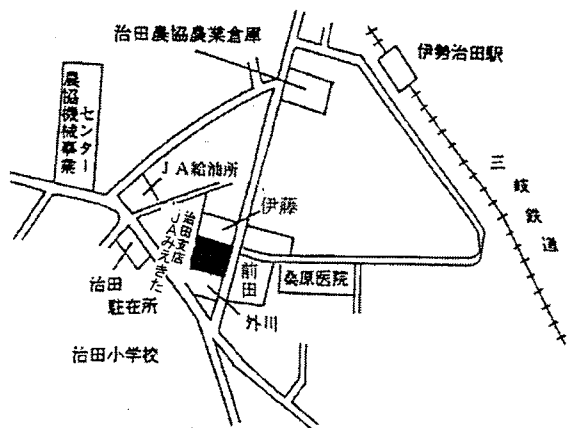 治田農協農業倉庫
伊勢治田駅
農協機械事業
センター
三岐鉄道
JA給油所
伊藤
治田支店
JAみえきた
前田
桑原医院
治田
駐在所
外川
治田小学校